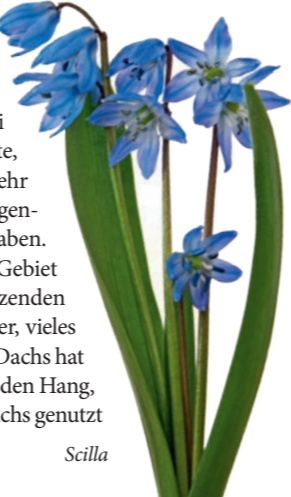 i
te,
ehr
gen-
aben.
Gebiet
zenden
er, vieles
Dachs hat
den Hang,
chs genutzt
Scilla